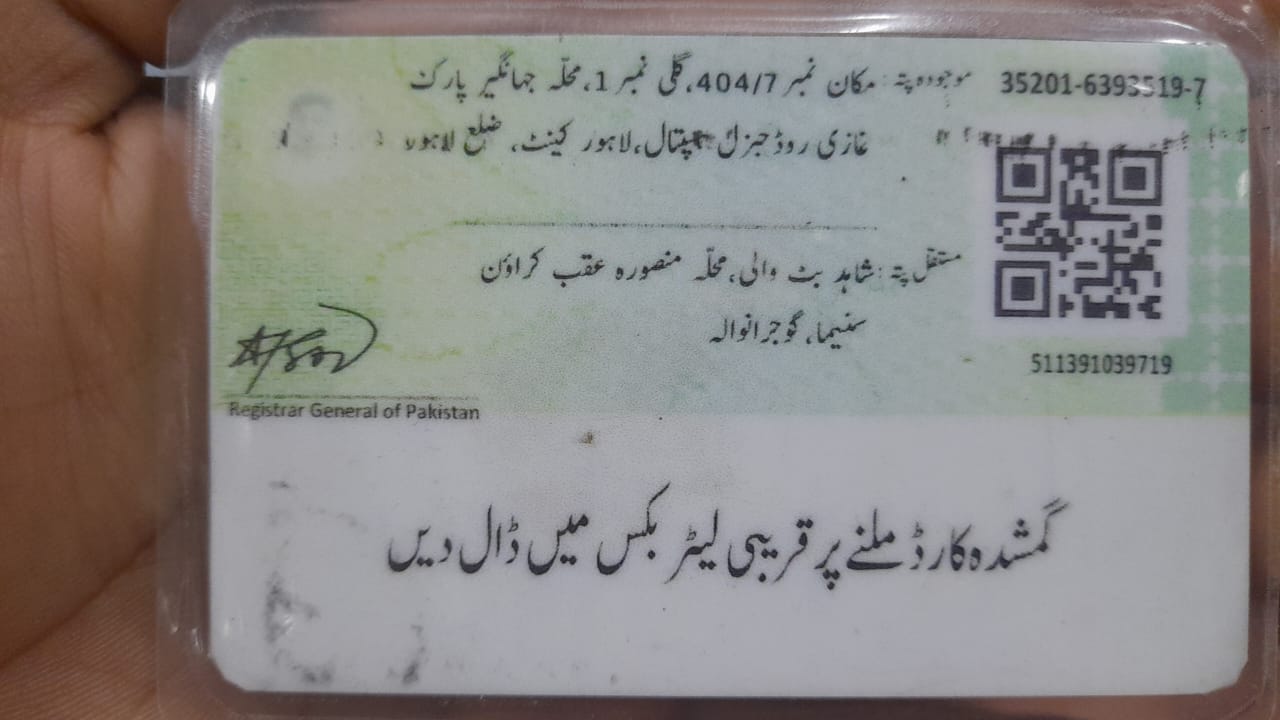 35201-6393519-7
موجودہ پتہ: مکان نمبر 404/7،گلی نمبر 1،محلّہ جہانگیر پارک
غازی روڈ جنرل ہسپتال،لاہور کینٹ، ضلع لاہور
مستقل پتہ: شاہد بٹ والی،محلّہ منصورہ عقب کراؤن
سنیما، گوجرانوالہ
511391039719
Registrar General of Pakistan
گمشدہ کارڈ ملنے پر قریبی لیٹر بکس میں ڈال دیں